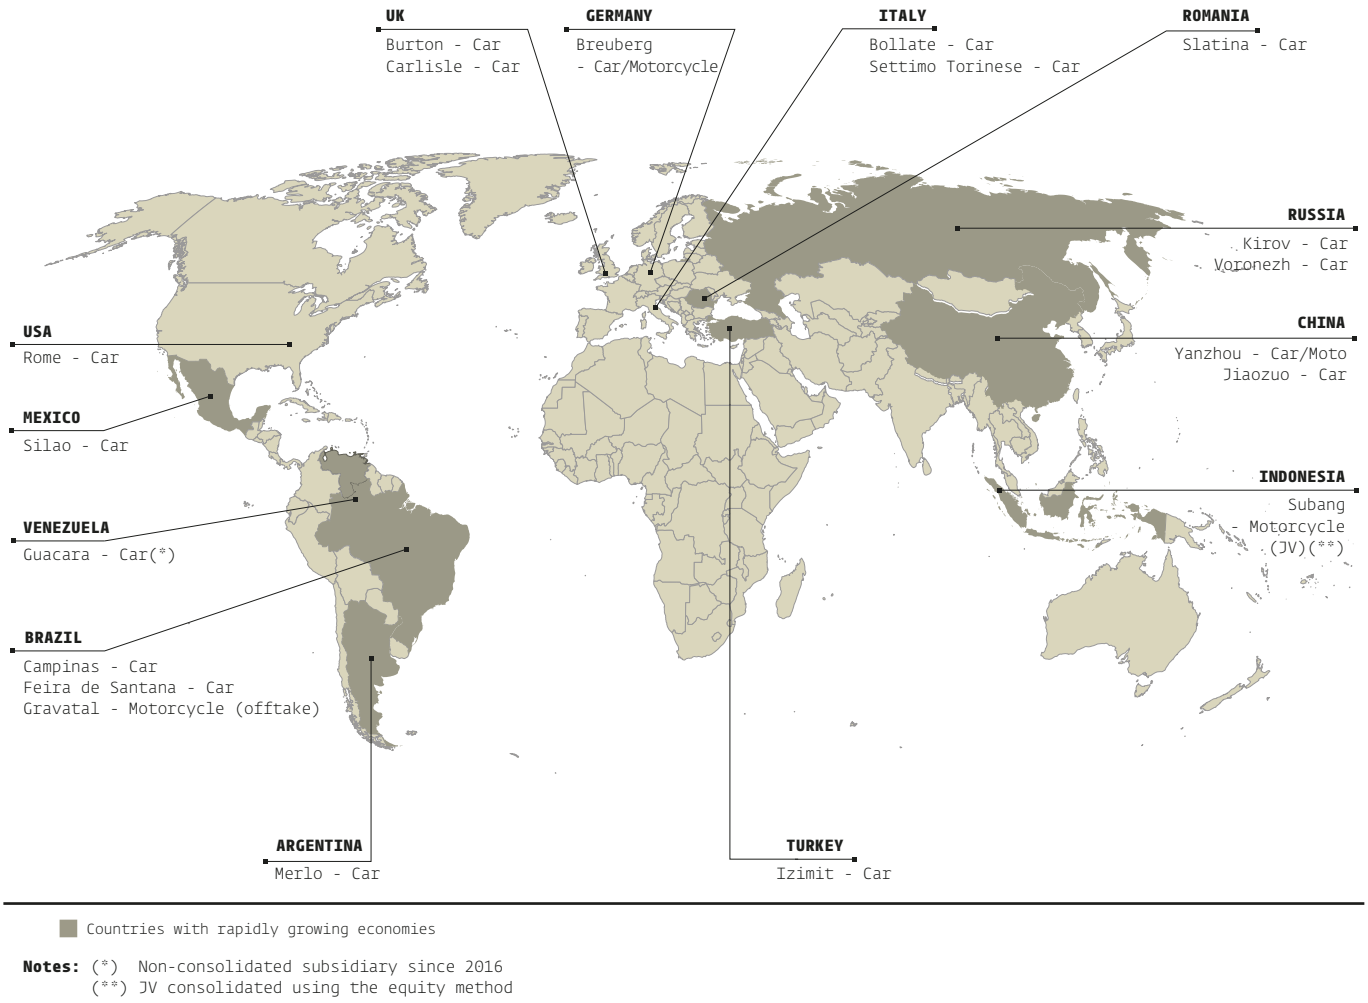 UK
Burton - Car
Carlisle - Car
GERMANY
Breuberg
- Car/Motorcycle
ITALY
Bollate - Car
Settimo Torinese - Car
ROMANIA
Slatina - Car
RUSSIA
Kirov - Car
Voronezh - Car
USA
Rome - Car
CHINA
Yanzhou - Car/Moto
Jiaozuo - Car
MEXICO
Silao - Car
INDONESIA
Subang
- Motorcycle
(JV)(**)
VENEZUELA
Guacara - Car(*)
BRAZIL
Campinas - Car
Feira de Santana - Car
Gravatal - Motorcycle (offtake)
ARGENTINA
Merlo - Car
TURKEY
Izimit - Car
Countries with rapidly growing economies
Notes: (*) Non-consolidated subsidiary since 2016
(**) JV consolidated using the equity method